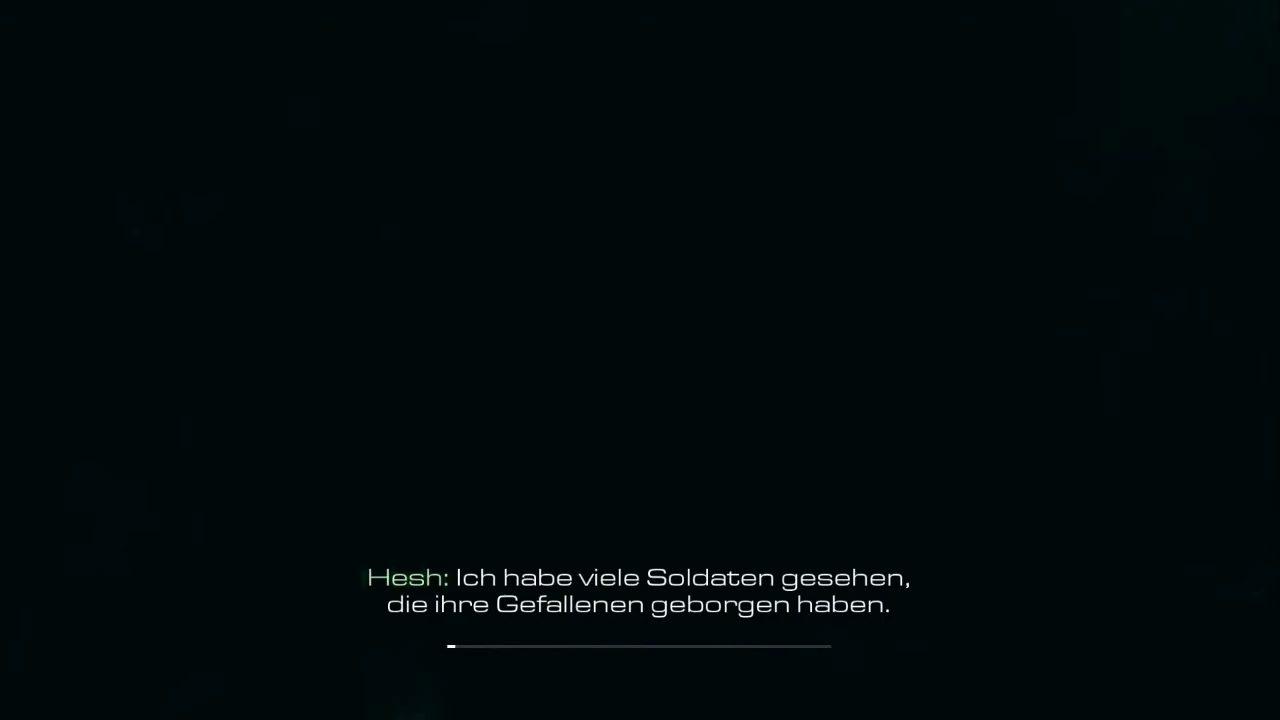 Hesh: Ich habe viele Soldaten gesehen,
die ihre Gefallenen geborgen haben.